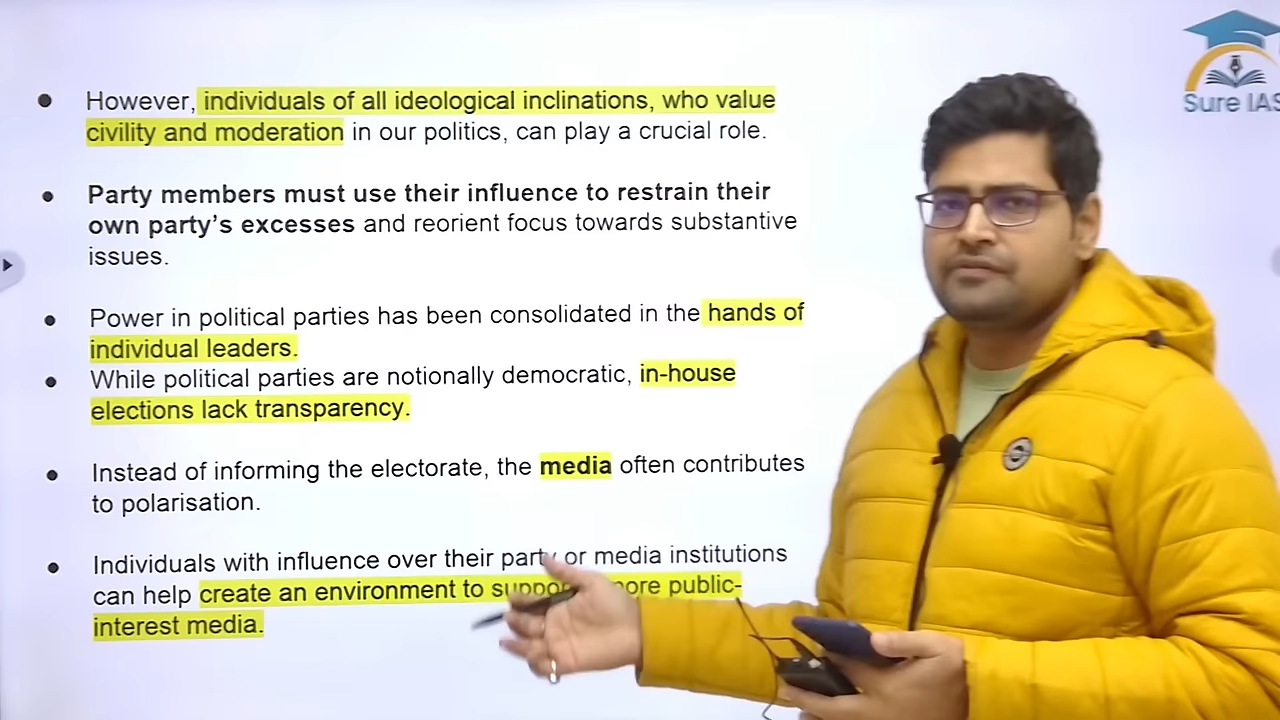 However, individuals of all ideological inclinations, who value
civility and moderation in our politics, can play a crucial role.
Party members must use their influence to restrain their
own party's excesses and reorient focus towards substantive
issues.
Power in political parties has been consolidated in the hands of
individual leaders.
While political parties are notionally democratic, in-house
elections lack transparency.
Instead of informing the electorate, the media often contributes
to polarisation.
Individuals with influence over their party or media institutions
can help create an environment to public-
interest media.
Sure IAS